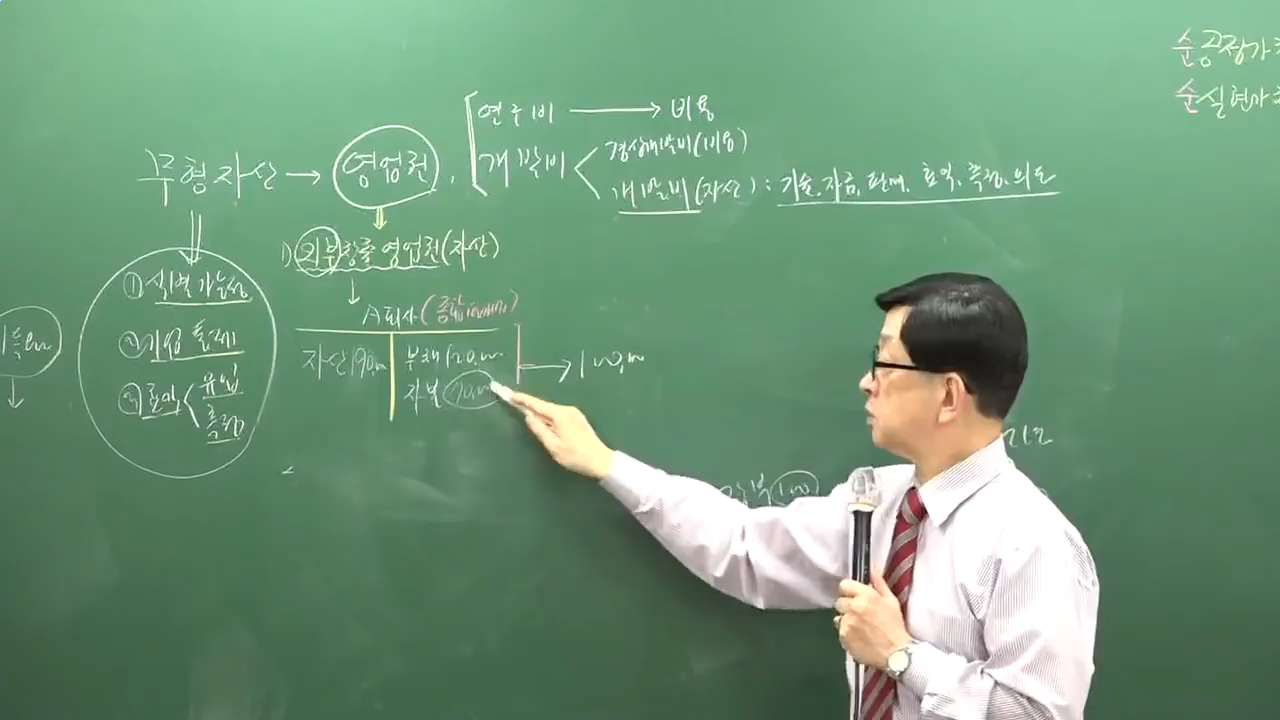 순공정가
순실현가
무형자산 → 영업권 ,
연구비 → 비용
개발비
경상개발비(비용)
개발비(자산) : 기술, 자금, 판매, 효익, 측정, 의도
1) 외부창출 영업권(자산)
① 식별가능성
② 기업 통제
③ 효익
유입
측정
A회사
자산 190,m
부채 120,m
자본 70,m
→ 100,m
100